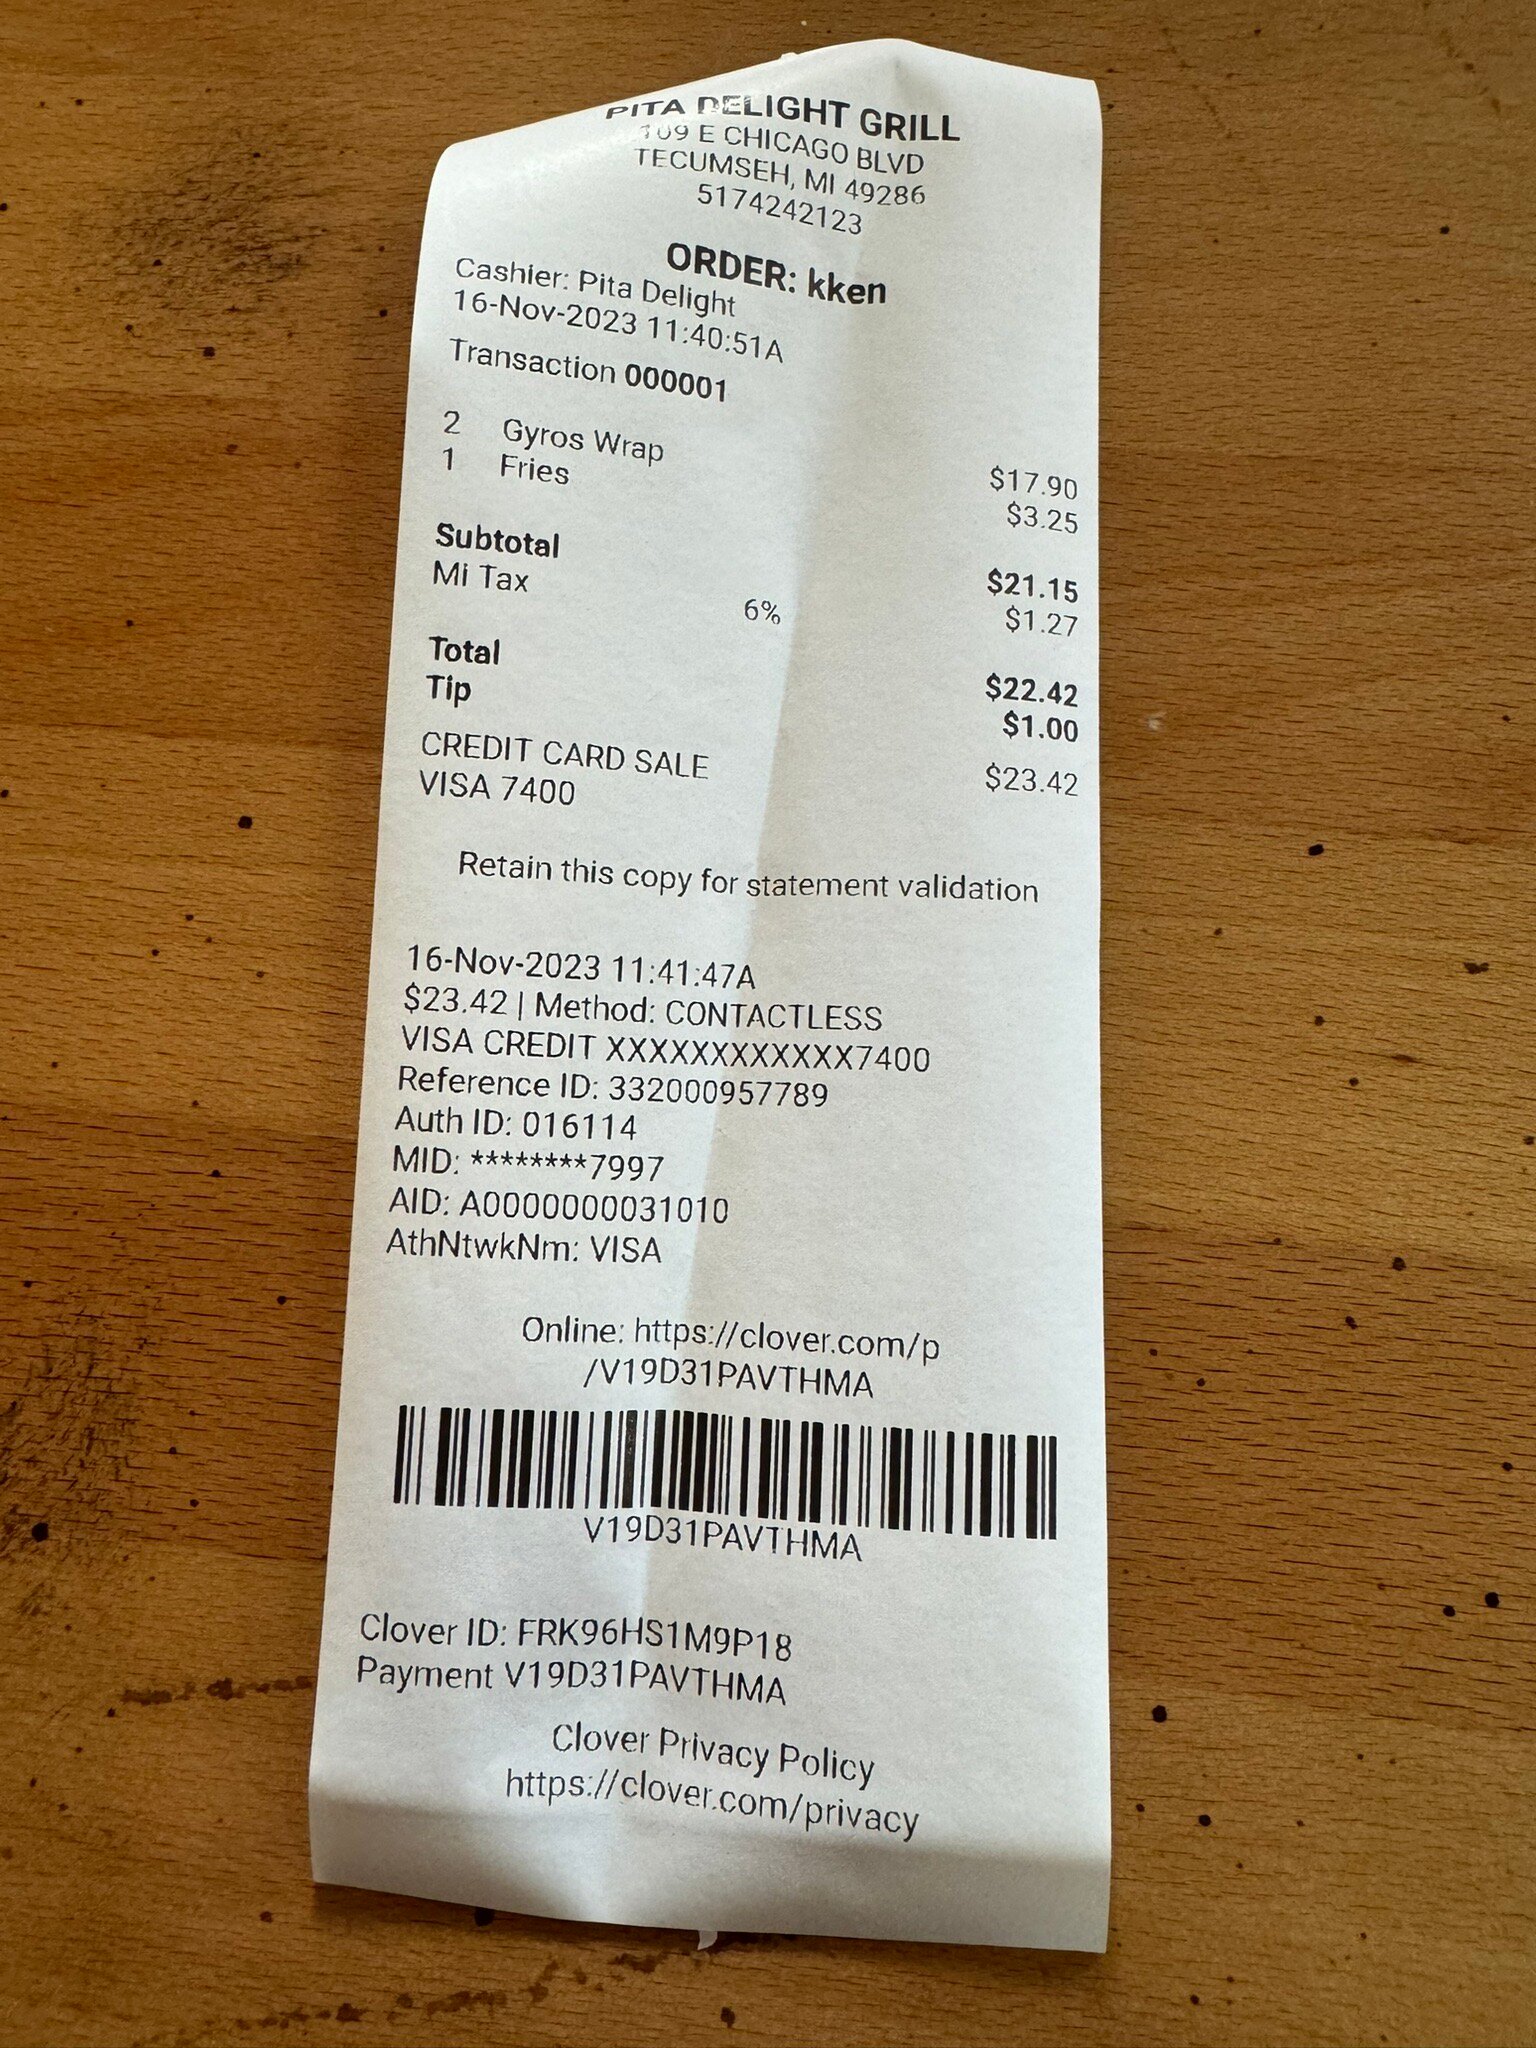 PITA DELIGHT GRILL
109 E CHICAGO BLVD
TECUMSEH, MI 49286
5174242123
ORDER: kken
Cashier: Pita Delight
16-Nov-2023 11:40:51A
Transaction 000001
2 Gyros Wrap $17.90
1 Fries $3.25
Subtotal $21.15
Mi Tax 6% $1.27
Total $22.42
Tip $1.00
CREDIT CARD SALE $23.42
VISA 7400
Retain this copy for statement validation
16-Nov-2023 11:41:47A
$23.42 | Method: CONTACTLESS
VISA CREDIT XXXXXXXXXXXX7400
Reference ID: 332000957789
Auth ID: 016114
MID: ********7997
AID: A0000000031010
AthNtwkNm: VISA
Online: https://clover.com/p
/V19D31PAVTHMA
V19D31PAVTHMA
Clover ID: FRK96HS1M9P18
Payment V19D31PAVTHMA
Clover Privacy Policy
https://clover.com/privacy